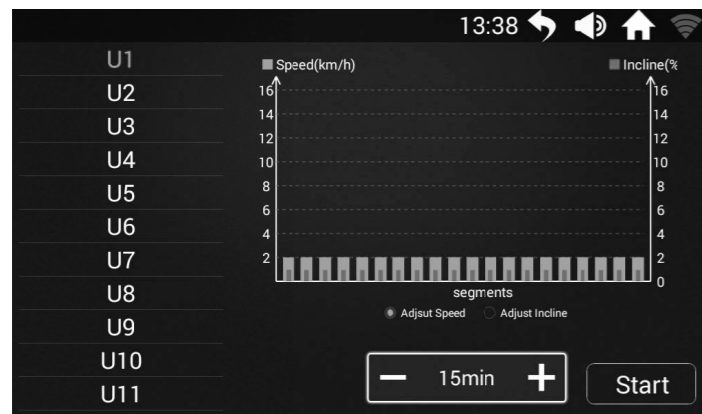 13:38
U1
U2
U3
U4
U5
U6
U7
U8
U9
U10
U11
Speed(km/h)
Incline(%
16
14
12
10
8
6
4
2
16
14
12
10
8
6
4
2
0
segments
Adjsut Speed
Adjust Incline
15min
Start